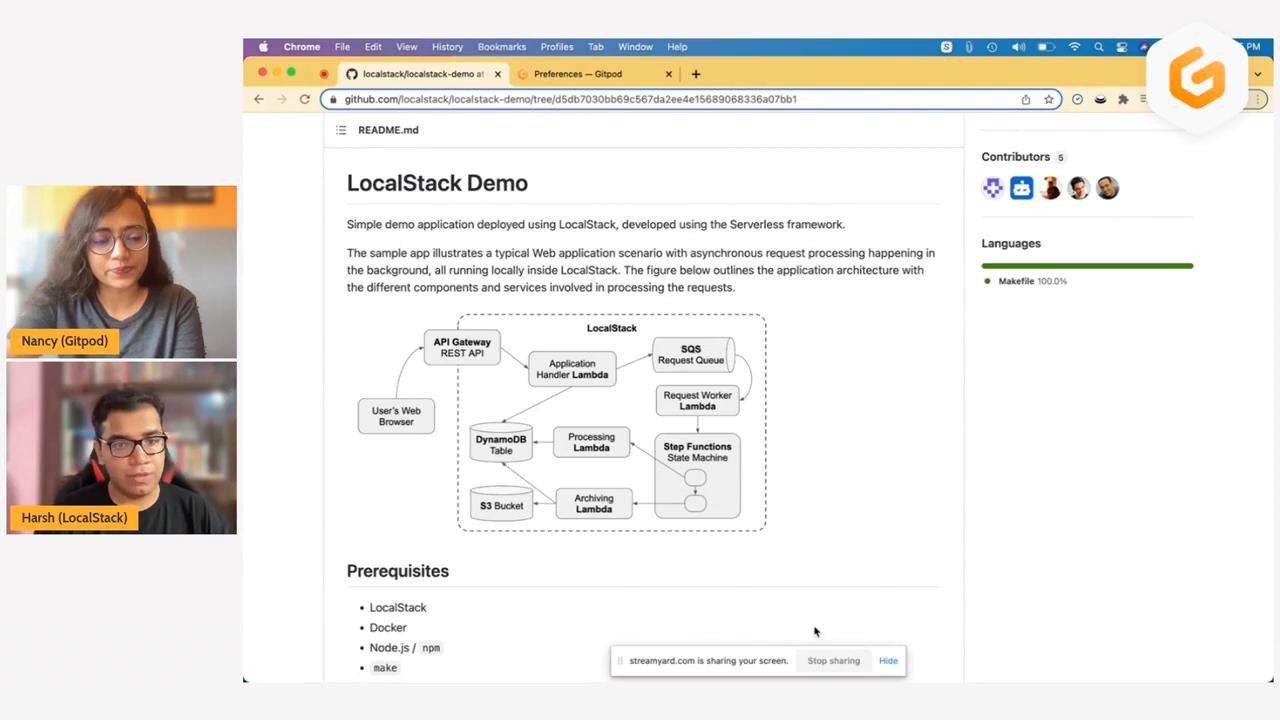 Chrome File Edit View History Bookmarks Profiles Tab Window Help
PM
localstack/localstack-demo at
Preferences — Gitpod
github.com/localstack/localstack-demo/tree/d5db7030bb69c567da2ee4e15689068336a07bb1
README.md
LocalStack Demo
Simple demo application deployed using LocalStack, developed using the Serverless framework.
The sample app illustrates a typical Web application scenario with asynchronous request processing happening in
the background, all running locally inside LocalStack. The figure below outlines the application architecture with
the different components and services involved in processing the requests.
LocalStack
API Gateway
REST API
Application
Handler Lambda
SQS
Request Queue
Request Worker
Lambda
User's Web
Browser
DynamoDB
Table
Processing
Lambda
Step Functions
State Machine
S3 Bucket
Archiving
Lambda
Prerequisites
• LocalStack
• Docker
• Node.js / npm
• make
Contributors 5
Languages
Makefile 100.0%
streamyard.com is sharing your screen. Stop sharing Hide
Nancy (Gitpod)
Harsh (LocalStack)